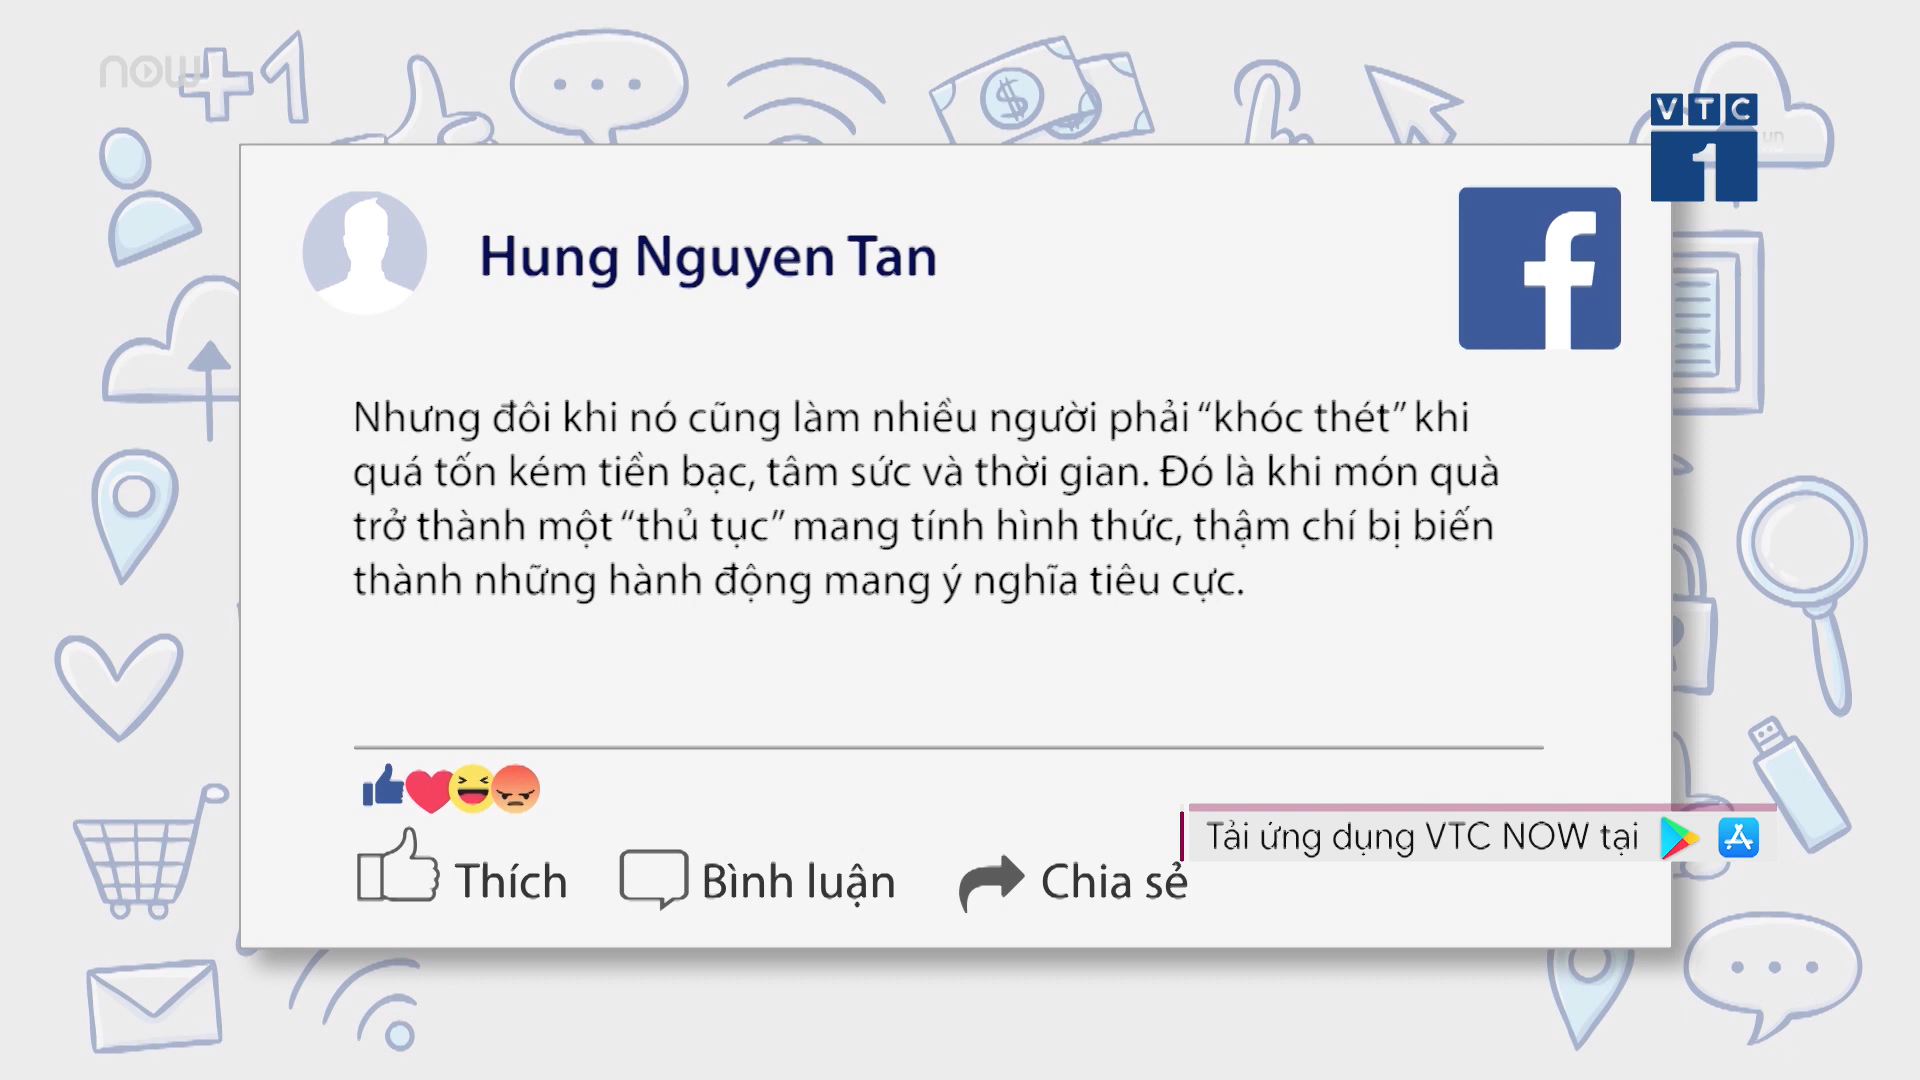 now
+1
VTC
1
Hung Nguyen Tan
Nhưng đôi khi nó cũng làm nhiều người phải “khóc thét” khi
quá tốn kém tiền bạc, tâm sức và thời gian. Đó là khi món quà
trở thành một “thủ tục” mang tính hình thức, thậm chí bị biến
thành những hành động mang ý nghĩa tiêu cực.
Tải ứng dụng VTC NOW tại
Thích
Bình luận
Chia sẻ